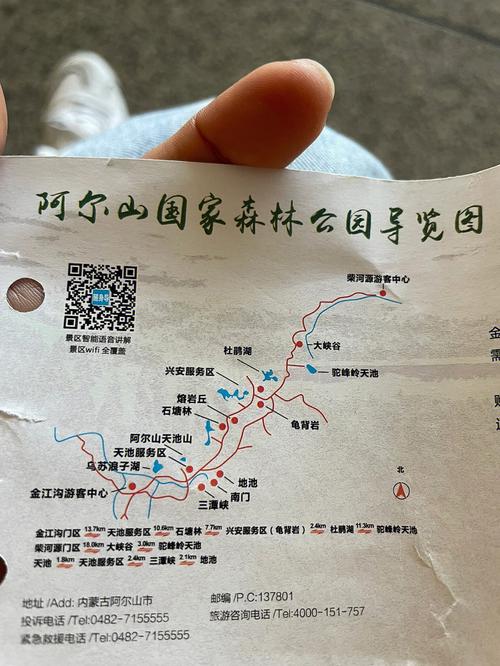 阿尔山国家森林公园导览图
柴河源游客中心
景区智能语音讲解
景区wifi 全覆盖
大峡谷
杜鹃湖
驼峰岭天池
兴安服务区
熔岩丘
石塘林
龟背岩
阿尔山天池山
天池服务区
乌苏浪子湖
地池
金江沟游客中心
南门
三潭峡
北
金江沟门区 13.7km 天池服务区 10.6km 石塘林 7.7km 兴安服务区（龟背岩） 2.4km 杜鹃湖 11.3km 驼峰岭天池
柴河源门区 18.0km 大峡谷 3.0km 驼峰岭天池
天池 1.8km 天池服务区 2.4km 三潭峡 2.1km 地池
地址 /Add: 内蒙古阿尔山市
邮编 /P.C:137801
投诉电话 /Tel:0482-7155555
旅游咨询电话 /Tel:4000-151-757
紧急救援电话 /Tel:0482-7155555
金
需